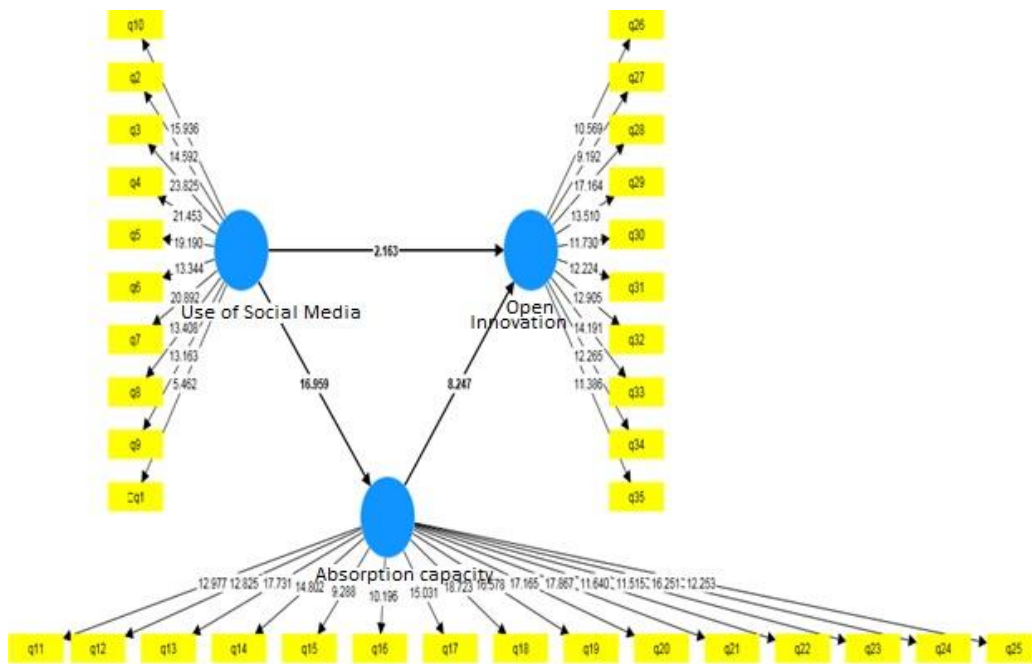 q10
q2
q3
q4
q5
q6
q7
q8
q9
q1
15.936
14.592
23.825
21.453
19.190
13.344
20.892
13.408
13.163
5.462
Use of Social Media
2.163
16.959
8.247
Open
Innovation
10.569
9.192
17.164
13.510
11.730
12.224
12.905
14.191
12.265
11.386
q26
q27
q28
q29
q30
q31
q32
q33
q34
q35
Absorption capacity
12.977 12.825 17.731 14.802 9.288 10.196 15.031 18.723 16.578 17.165 17.867 11.640 11.515 16.251 12.253
q11 q12 q13 q14 q15 q16 q17 q18 q19 q20 q21 q22 q23 q24 q25